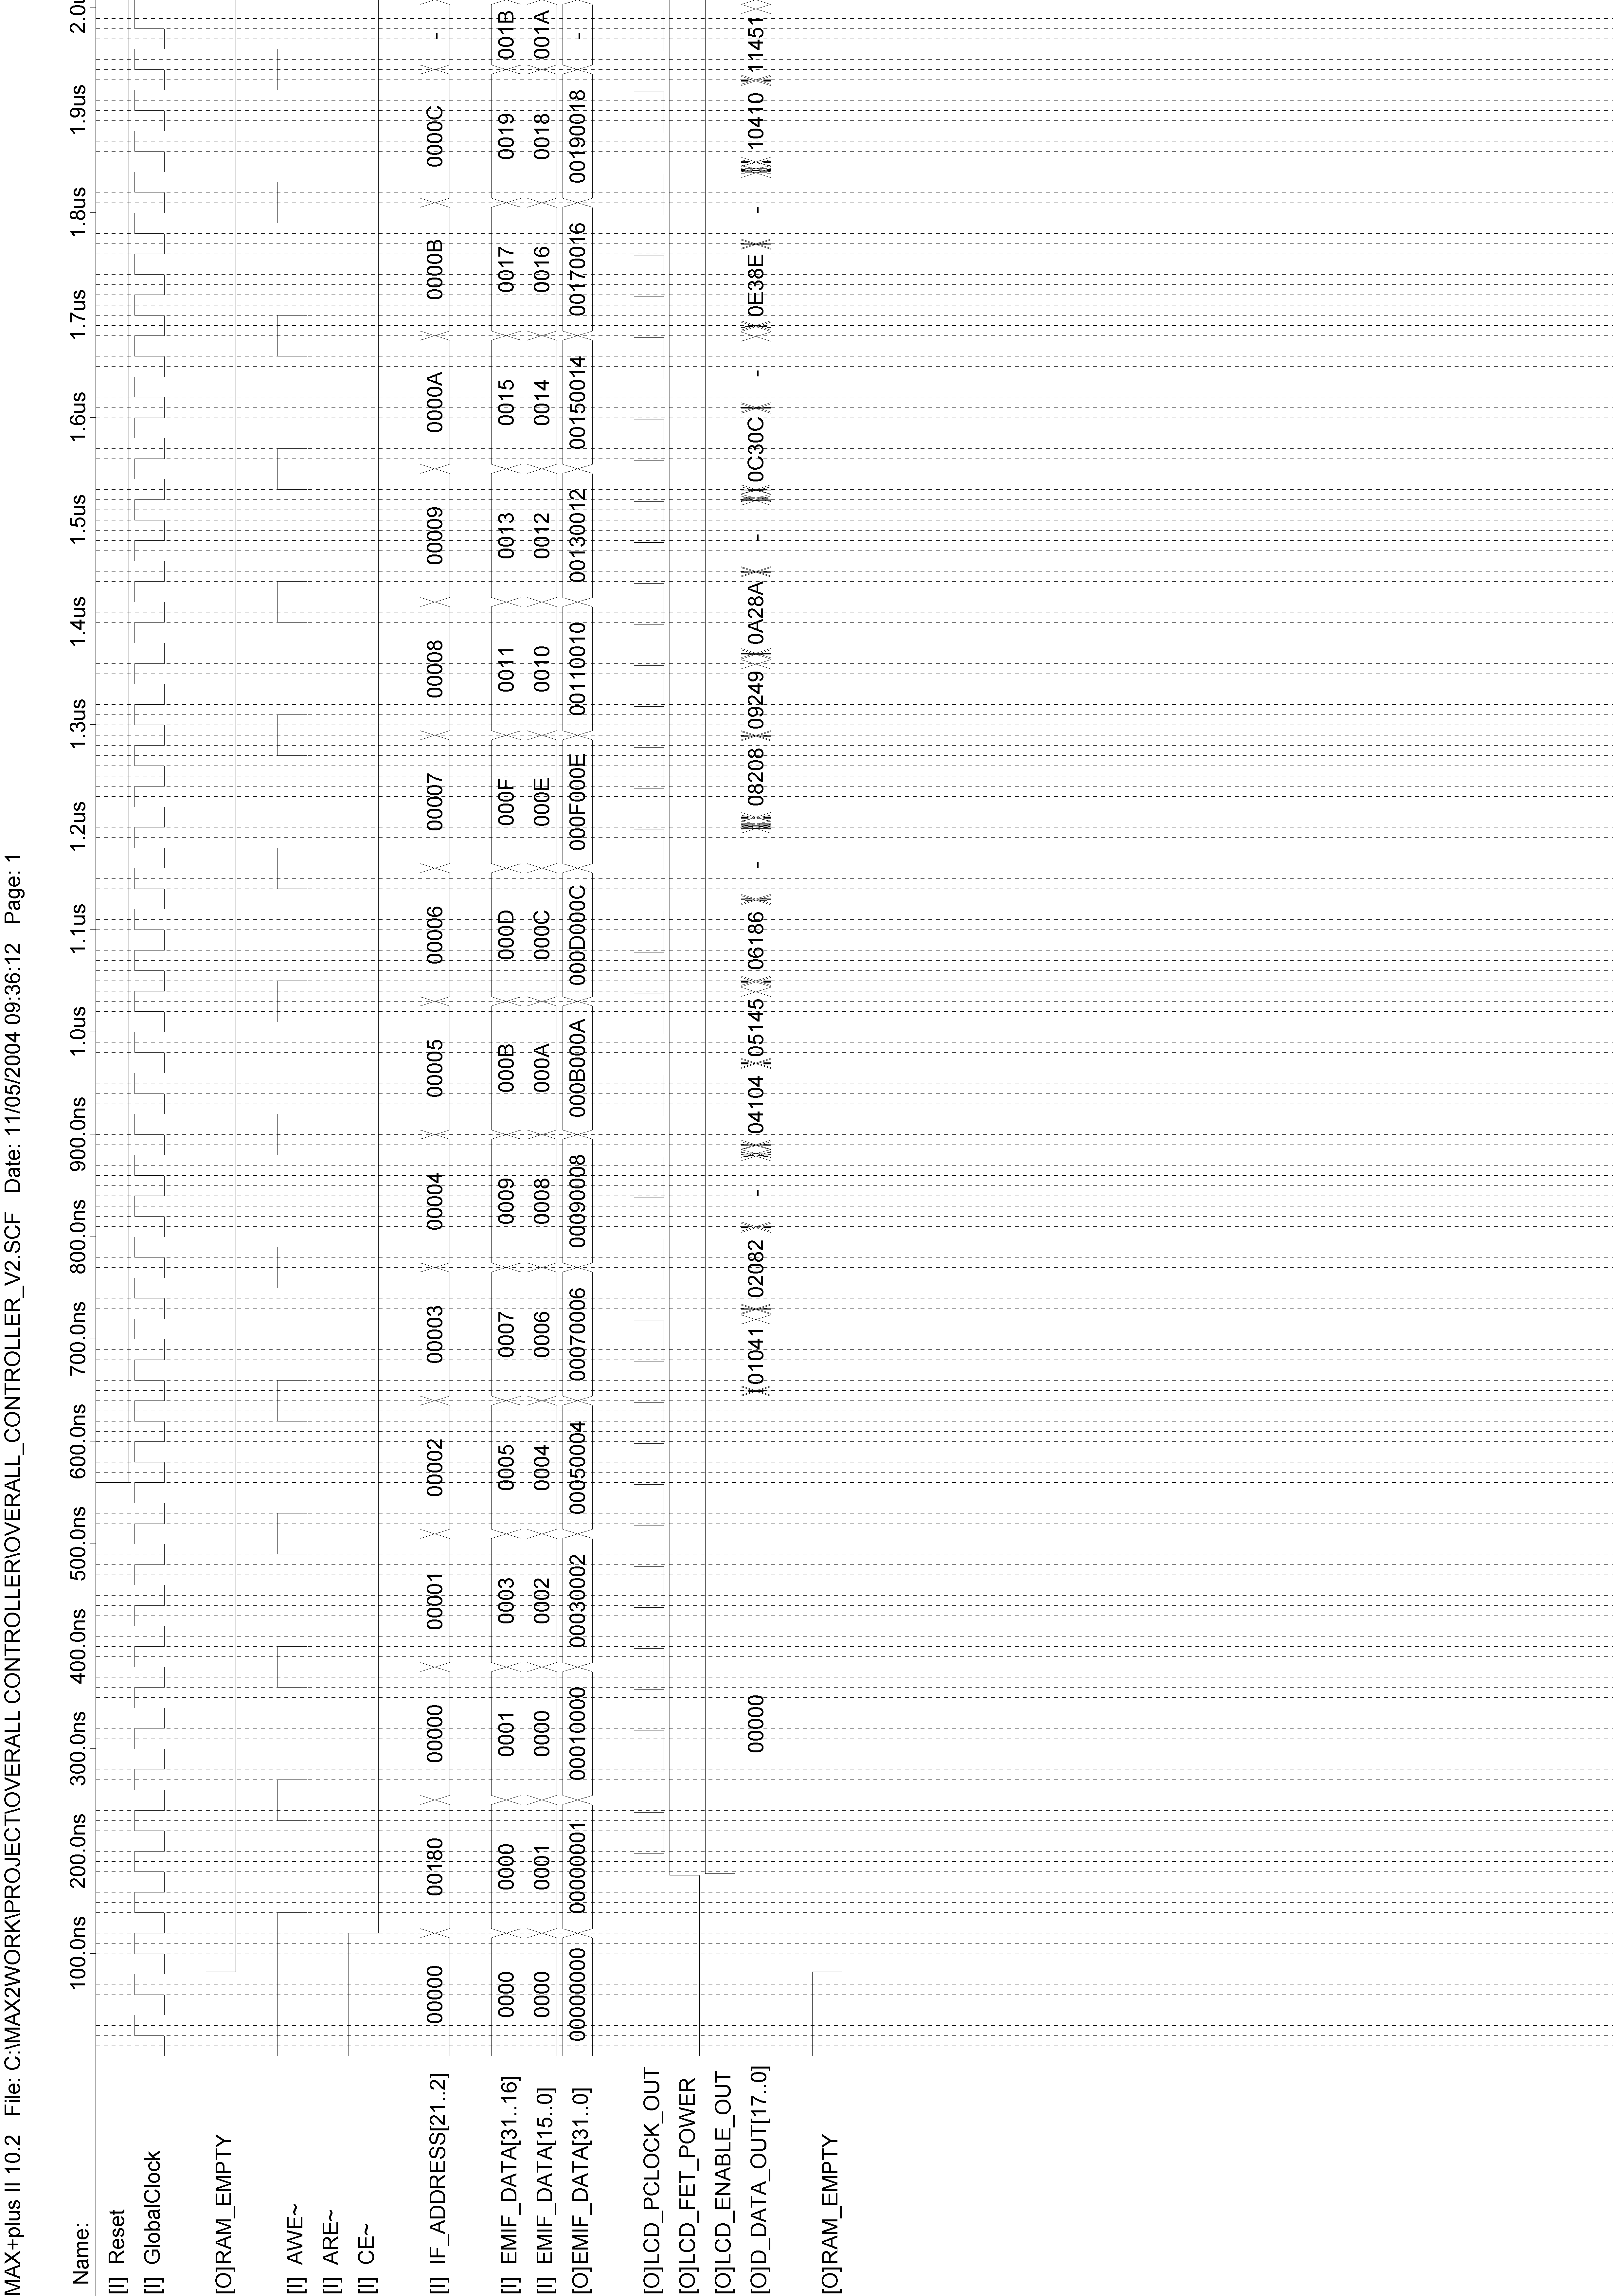 MAX+plus II 10.2 File: C:\MAX2WORK\PROJECT\OVERALL CONTROLLER\OVERALL_CONTROLLER_V2.SCF Date: 11/05/2004 09:36:12 Page: 1
Name: 100.0ns 200.0ns 300.0ns 400.0ns 500.0ns 600.0ns 700.0ns 800.0ns 900.0ns 1.0us 1.1us 1.2us 1.3us 1.4us 1.5us 1.6us 1.7us 1.8us 1.9us 2.0u
[I] Reset
[I] GlobalClock
[O]RAM_EMPTY
[I] AWE~
[I] ARE~
[I] CE~
[I] IF_ADDRESS[21..2] 00000 00180 00000 00001 00002 00003 00004 00005 00006 00007 00008 00009 0000A 0000B 0000C -
[I] EMIF_DATA[31..16] 0000 0000 0001 0003 0005 0007 0009 000B 000D 000F 0011 0013 0015 0017 0019 001B
[I] EMIF_DATA[15..0] 0000 0001 0000 0002 0004 0006 0008 000A 000C 000E 0010 0012 0014 0016 0018 001A
[O]EMIF_DATA[31..0] 00000000 00000001 00010000 00030002 00050004 00070006 00090008 000B000A 000D000C 000F000E 00110010 00130012 00150014 00170016 00190018 -
[O]LCD_PCLOCK_OUT
[O]LCD_FET_POWER
[O]LCD_ENABLE_OUT
[O]D_DATA_OUT[17..0] 00000 01041 02082 - 04104 05145 06186 - 08208 09249 0A28A - 0C30C - 0E38E - 10410 11451
[O]RAM_EMPTY